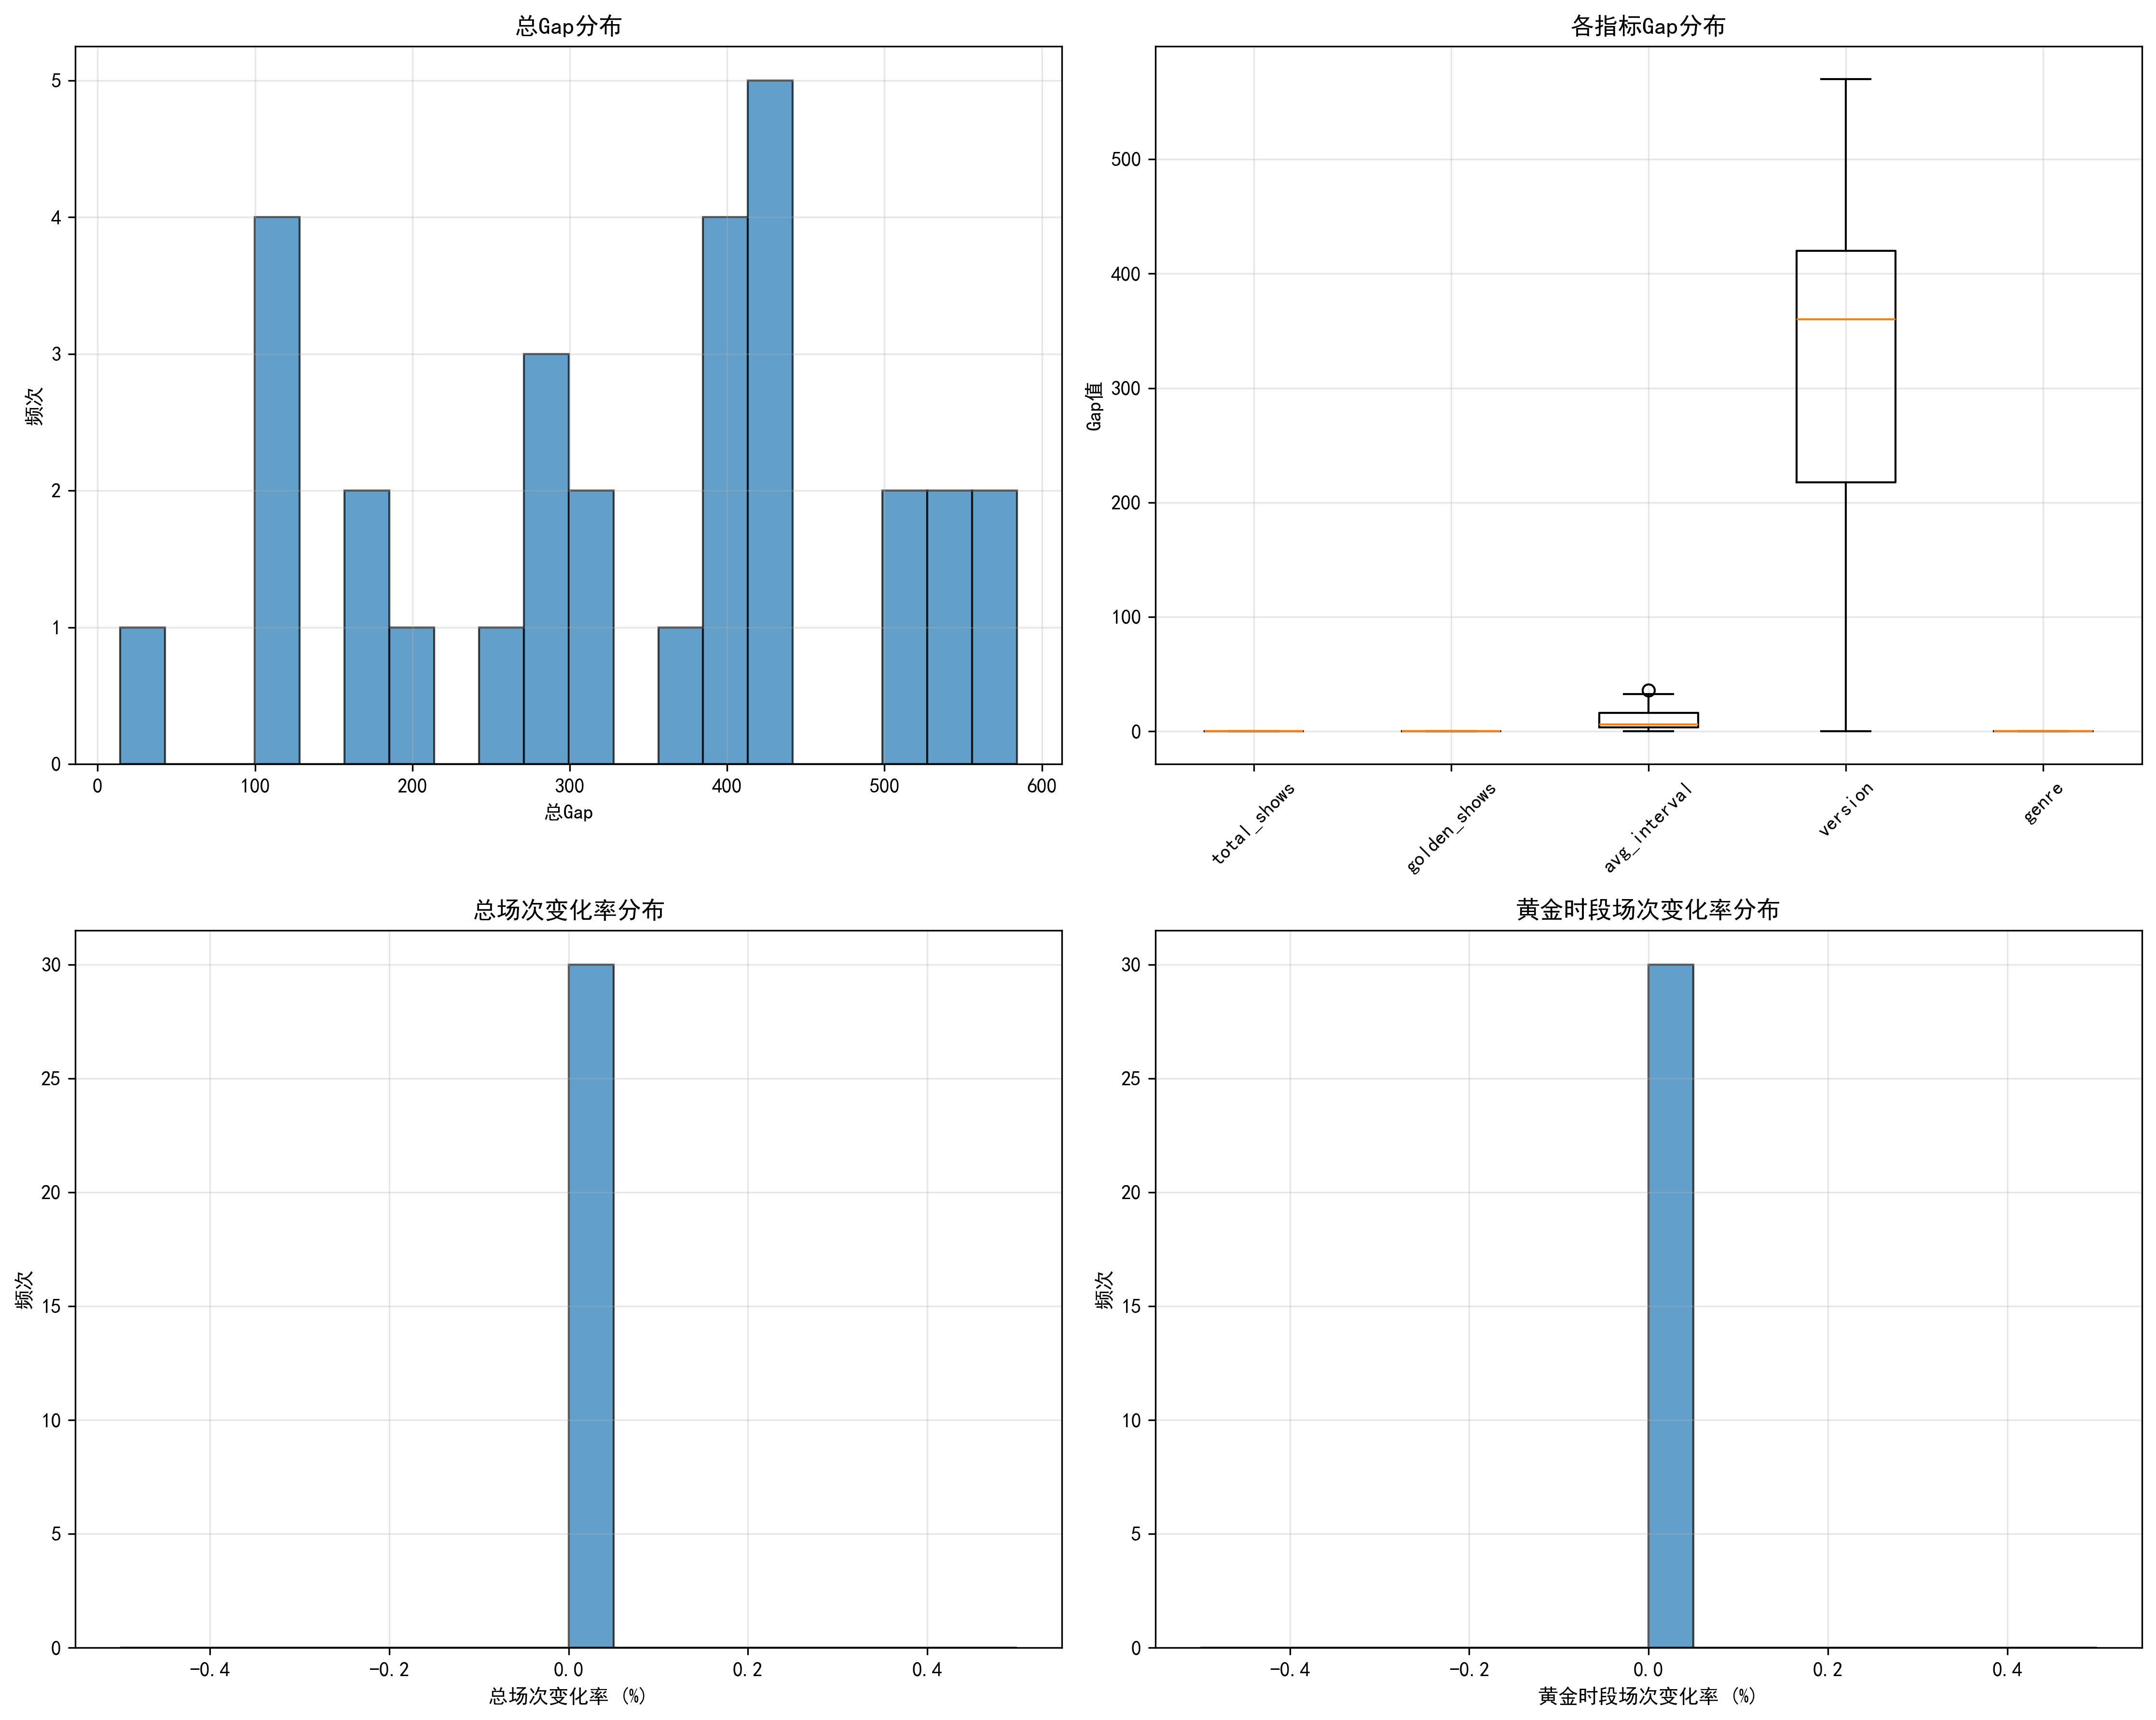 总Gap分布
5
4
3
2
1
0
频次
0 100 200 300 400 500 600
总Gap
各指标Gap分布
500
400
300
200
100
0
Gap值
total_shows golden_shows avg_interval version genre
总场次变化率分布
30
25
20
15
10
5
0
频次
−0.4 −0.2 0.0 0.2 0.4
总场次变化率 (%)
黄金时段场次变化率分布
30
25
20
15
10
5
0
频次
−0.4 −0.2 0.0 0.2 0.4
黄金时段场次变化率 (%)